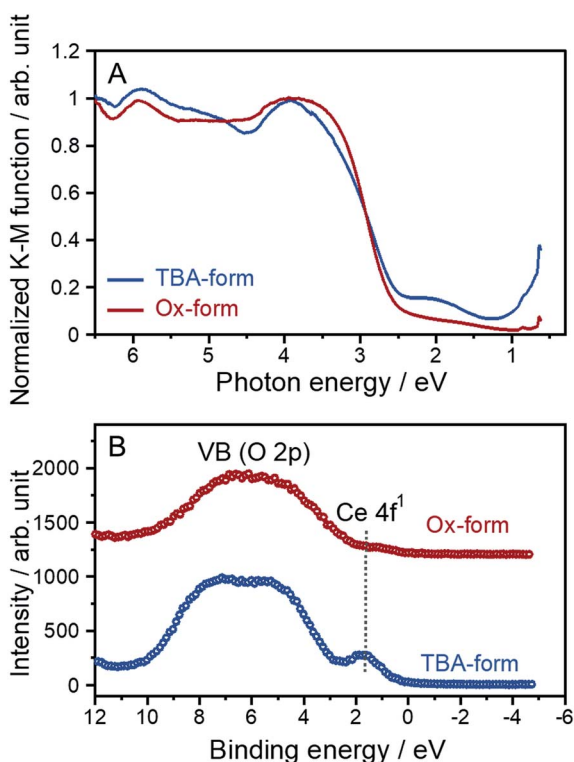 A
Normalized K-M function / arb. unit
1.2
1
0.8
0.6
0.4
0.2
0
TBA-form
Ox-form
6 5 4 3 2 1
Photon energy / eV
B
Intensity / arb. unit
2000
1500
1000
500
0
VB (O 2p)
Ce 4f¹
Ox-form
TBA-form
12 10 8 6 4 2 0 -2 -4 -6
Binding energy / eV